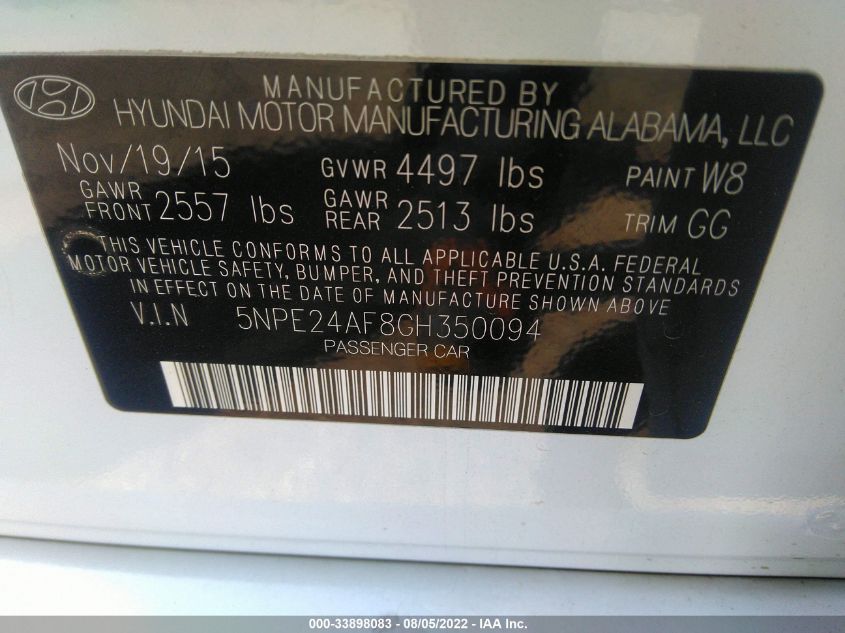 MANUFACTURED BY
HYUNDAI MOTOR MANUFACTURING ALABAMA, LLC
Nov/19/15 GVWR 4497 lbs PAINT W8
GAWR FRONT 2557 lbs GAWR REAR 2513 lbs TRIM GG
THIS VEHICLE CONFORMS TO ALL APPLICABLE U.S.A. FEDERAL
MOTOR VEHICLE SAFETY, BUMPER, AND THEFT PREVENTION STANDARDS
IN EFFECT ON THE DATE OF MANUFACTURE SHOWN ABOVE
V.I.N 5NPE24AF8GH350094
PASSENGER CAR
000-33898083 - 08/05/2022 - IAA Inc.